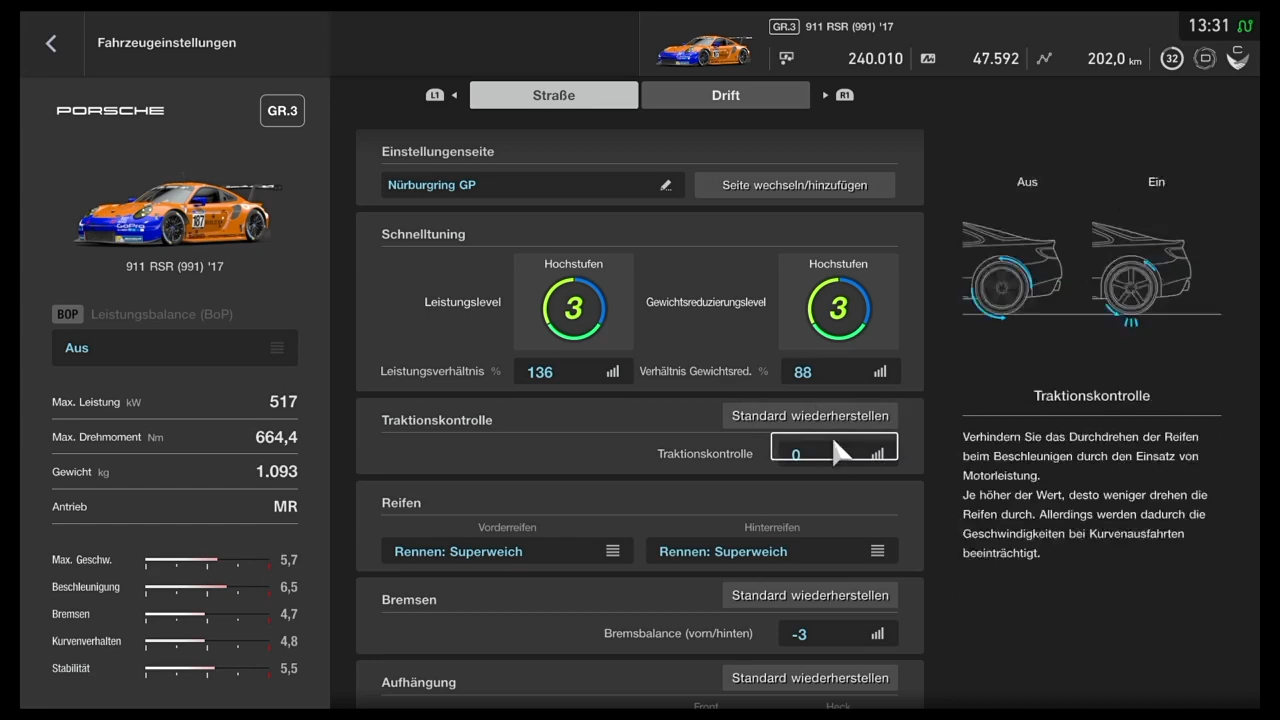 Fahrzeugeinstellungen
GR.3 911 RSR (991) '17
240.010 47.592 202,0 km 32
13:31
C
PORSCHE GR.3
187
GoPro
911 RSR (991) '17
BOP Leistungsbalance (BoP)
Aus
Max. Leistung kW 517
Max. Drehmoment Nm 664,4
Gewicht kg 1.093
Antrieb MR
Max. Geschw. 5,7
Beschleunigung 6,5
Bremsen 4,7
Kurvenverhalten 4,8
Stabilität 5,5
L1 Straße Drift R1
Einstellungenseite
Nürburgring GP Seite wechseln/hinzufügen
Schnelltuning
Hochstufen Hochstufen
Leistungslevel 3 Gewichtsreduzierungslevel 3
Leistungsverhältnis % 136 Verhältnis Gewichtsred. % 88
Traktionskontrolle Standard wiederherstellen
Traktionskontrolle 0
Reifen
Vorderreifen Hinterreifen
Rennen: Superweich Rennen: Superweich
Bremsen Standard wiederherstellen
Bremsbalance (vorn/hinten) -3
Aufhängung Standard wiederherstellen
Front Heck
Aus Ein
Traktionskontrolle
Verhindern Sie das Durchdrehen der Reifen
beim Beschleunigen durch den Einsatz von
Motorleistung.
Je höher der Wert, desto weniger drehen die
Reifen durch. Allerdings werden dadurch die
Geschwindigkeiten bei Kurvenausfahrten
beeinträchtigt.